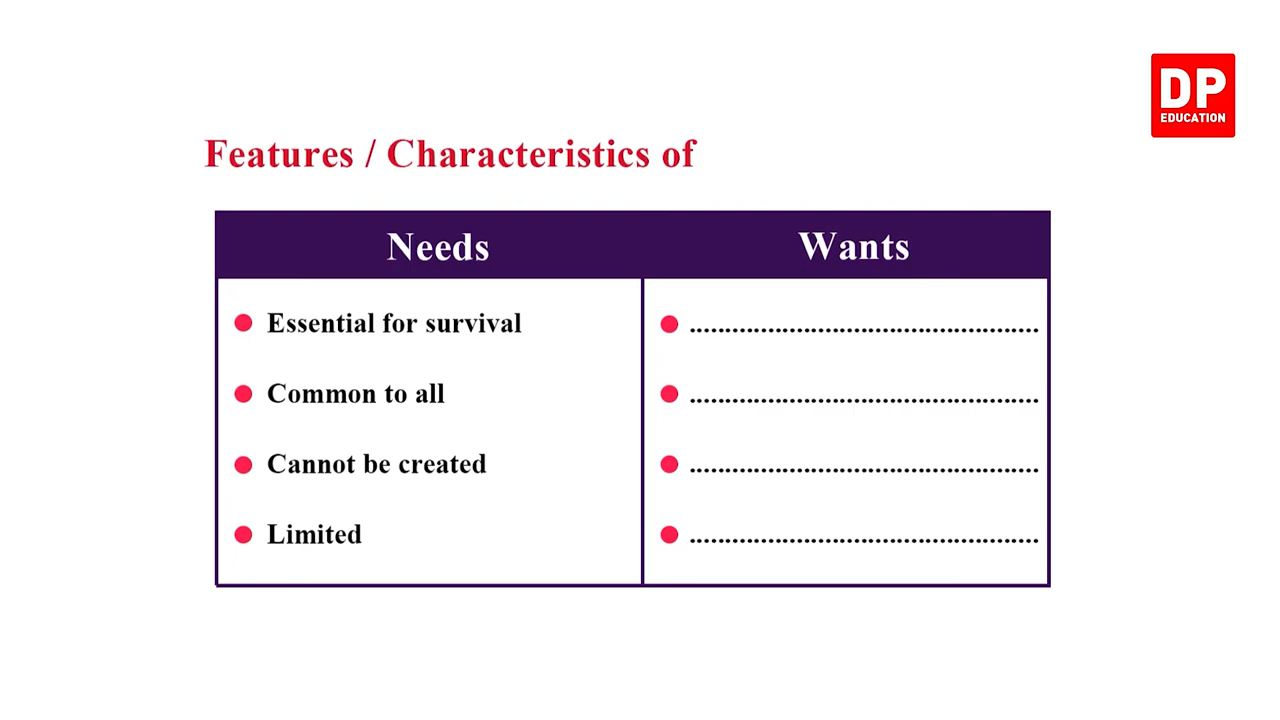 DP
EDUCATION
Features / Characteristics of
Needs
Wants
Essential for survival
................................................
Common to all
................................................
Cannot be created
................................................
Limited
................................................